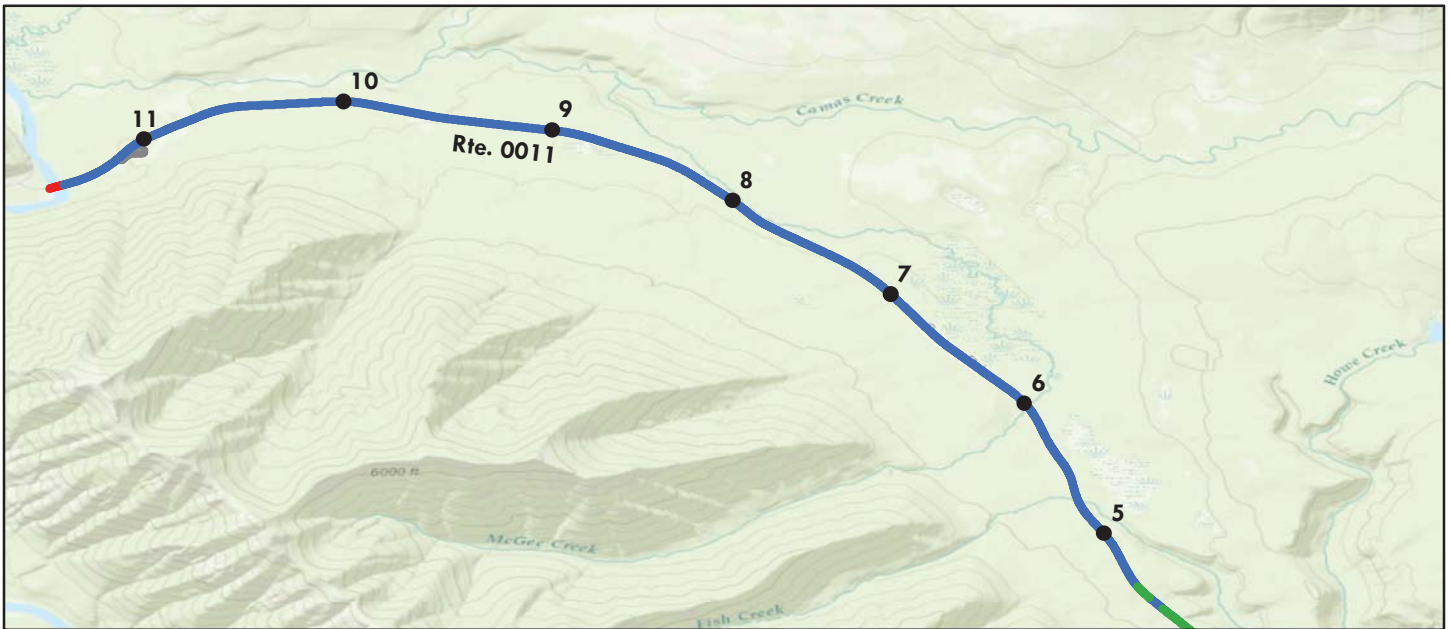 10
11
9
Camas Creek
Rte. 0011
8
7
Howe Creek
6
6000 ft
5
McGee Creek
Fish Creek